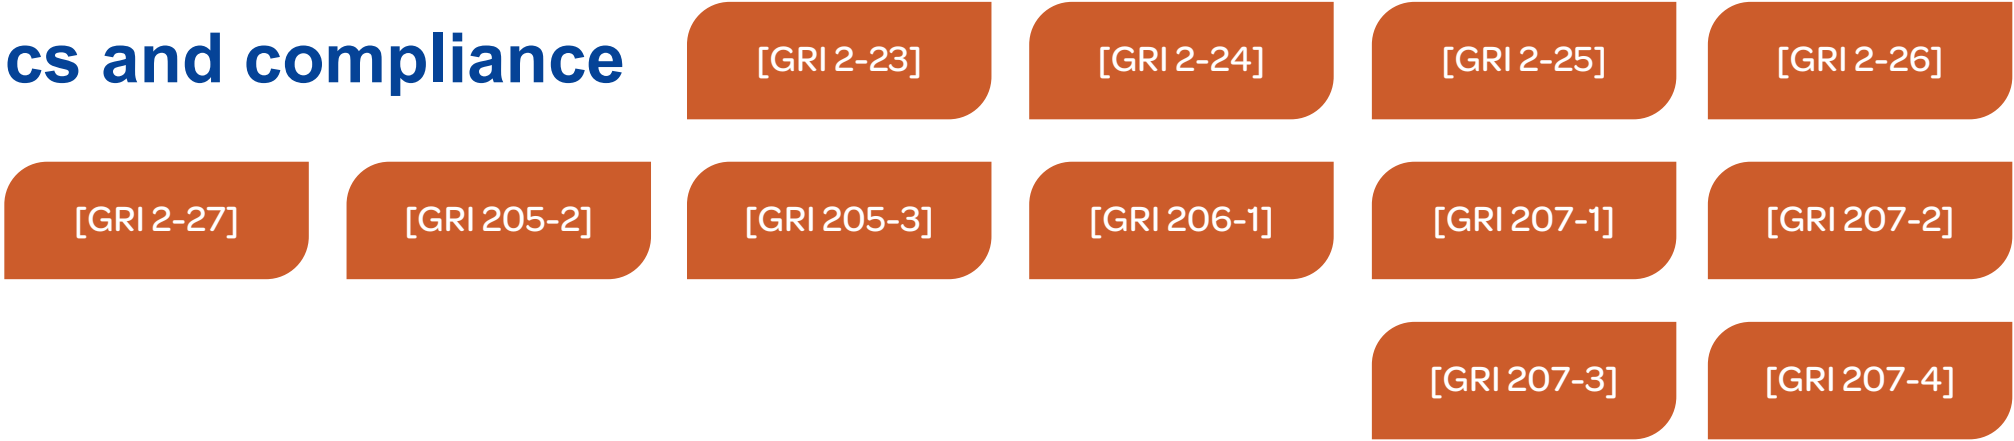 cs and compliance [GRI 2-23] [GRI 2-24] [GRI 2-25] [GRI 2-26]
[GRI 2-27] [GRI 205-2] [GRI 205-3] [GRI 206-1] [GRI 207-1] [GRI 207-2]
[GRI 207-3] [GRI 207-4]